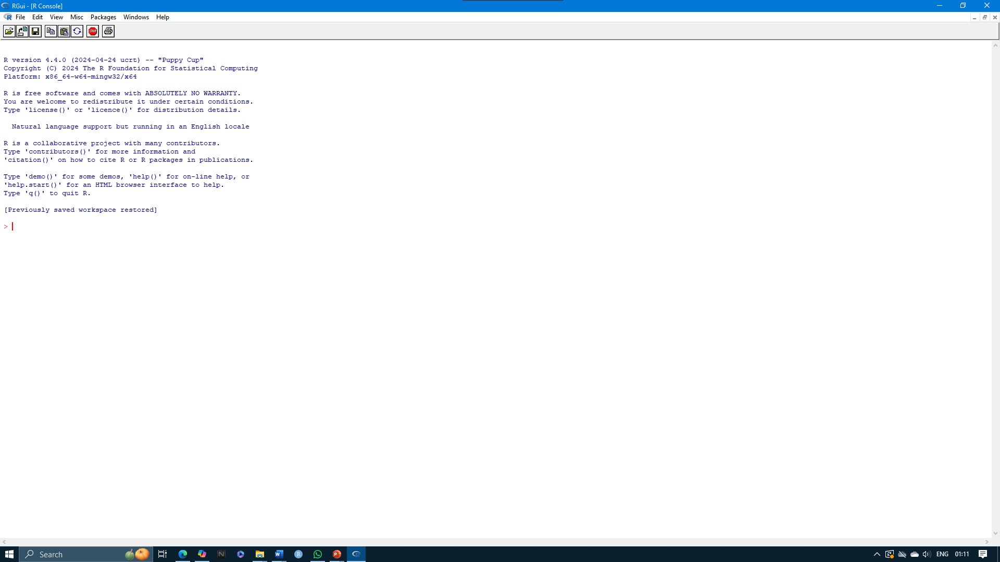 RGui - [R Console]
File Edit View Misc Packages Windows Help
STOP
R version 4.4.0 (2024-04-24 ucrt) -- "Puppy Cup"
Copyright (C) 2024 The R Foundation for Statistical Computing
Platform: x86_64-w64-mingw32/x64
R is free software and comes with ABSOLUTELY NO WARRANTY.
You are welcome to redistribute it under certain conditions.
Type 'license()' or 'licence()' for distribution details.
Natural language support but running in an English locale
R is a collaborative project with many contributors.
Type 'contributors()' for more information and
'citation()' on how to cite R or R packages in publications.
Type 'demo()' for some demos, 'help()' for on-line help, or
'help.start()' for an HTML browser interface to help.
Type 'q()' to quit R.
[Previously saved workspace restored]
>
Search ENG 01:11